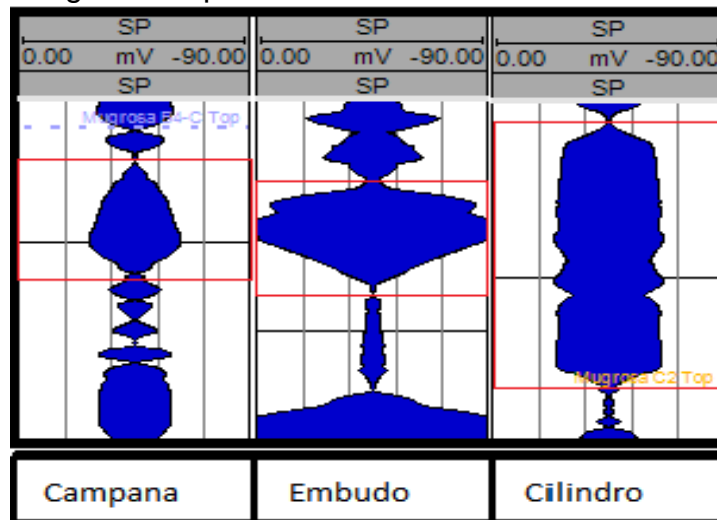 SP SP SP
0.00 mV -90.00 0.00 mV -90.00 0.00 mV -90.00
SP SP SP
Mugrosa B4-C Top
Mugrosa C2 Top
Campana Embudo Cilindro